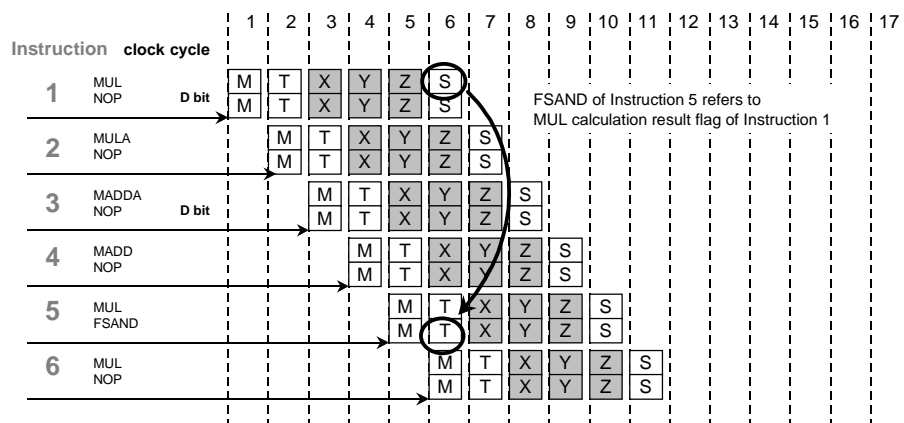 1 2 3 4 5 6 7 8 9 10 11 12 13 14 15 16 17
Instruction clock cycle
1 MUL M T X Y Z S
NOP D bit M T X Y Z S
FSAND of Instruction 5 refers to
MUL calculation result flag of Instruction 1
2 MULA M T X Y Z S
NOP M T X Y Z S
3 MADDA M T X Y Z S
NOP D bit M T X Y Z S
4 MADD M T X Y Z S
NOP M T X Y Z S
5 MUL M T X Y Z S
FSAND M T X Y Z S
6 MUL M T X Y Z S
NOP M T X Y Z S